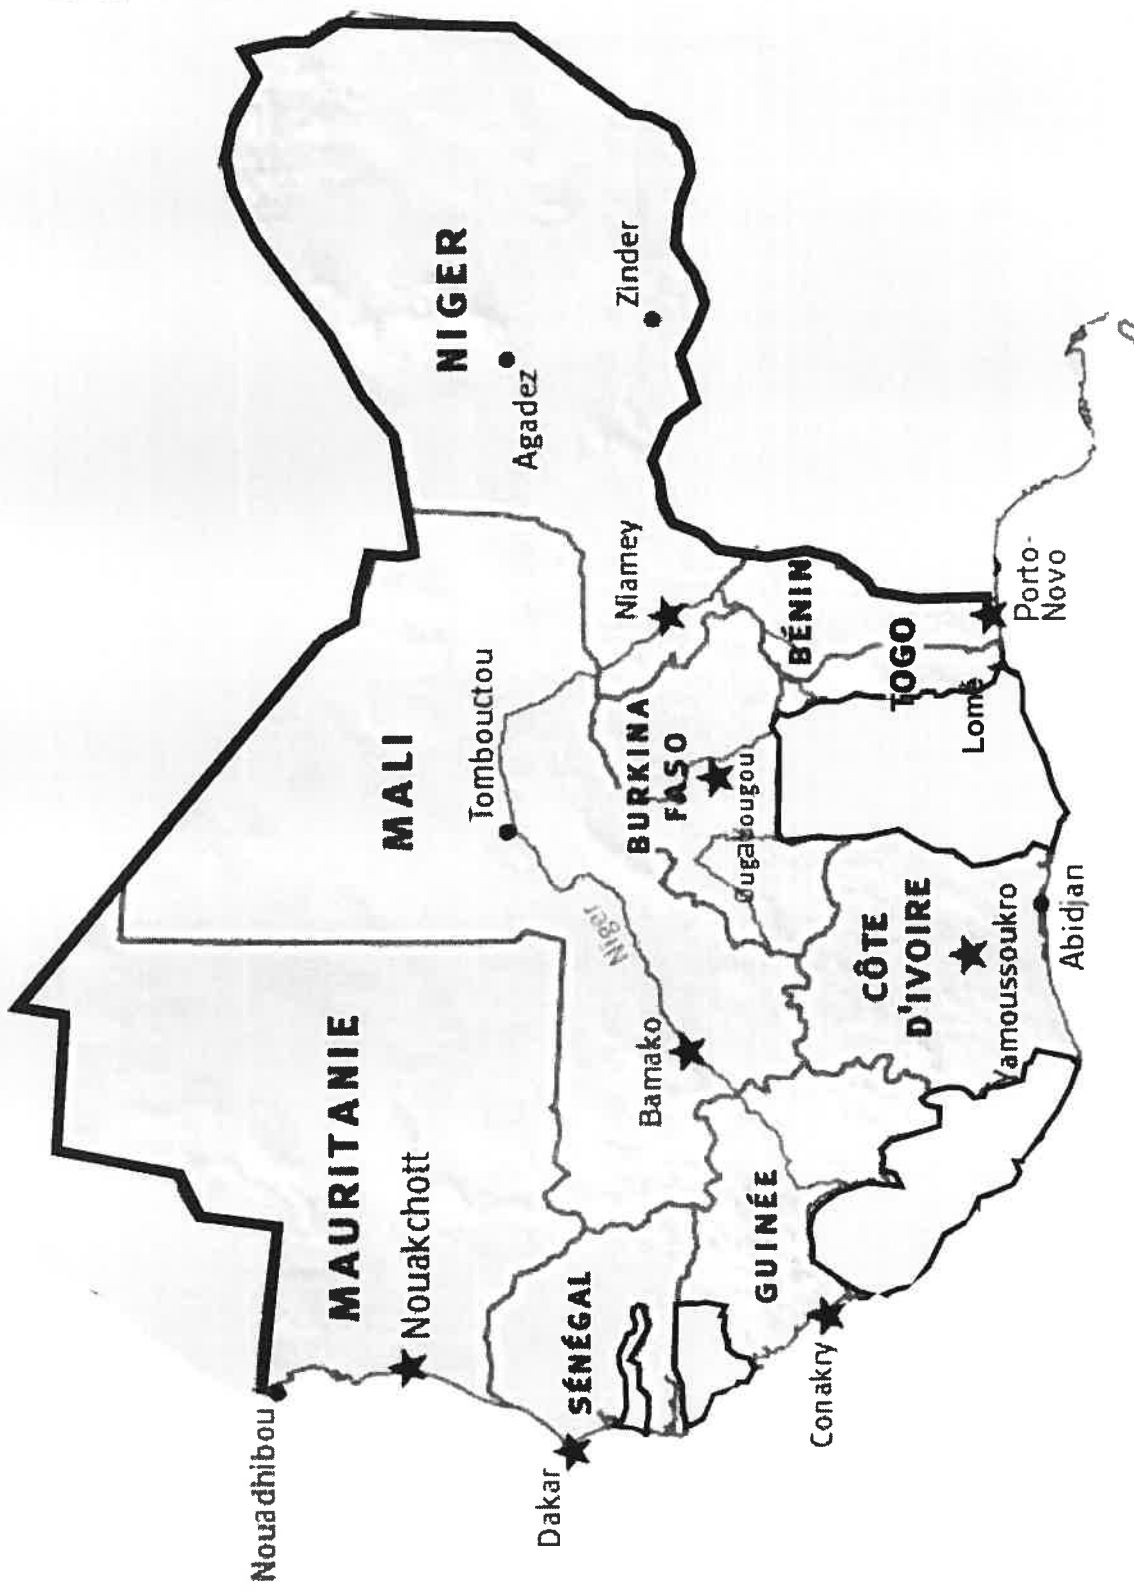 Nouadhibou
MAURITANIE
MALI
Nouakchott
NIGER
Tombouctou
Agadez
Dakar
SÉNÉGAL
Niger
Niamey
Zinder
BURKINA
FASO
Bamako
Ougadougou
GUINÉE
BÉNIN
Conakry
CÔTE
D'IVOIRE
TOGO
Lomé
Yamoussoukro
Porto-
Novo
Abidjan